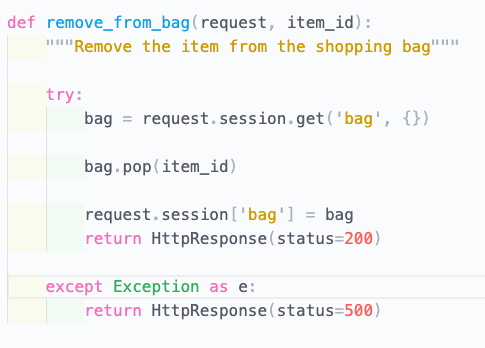 def remove_from_bag(request, item_id):
    """Remove the item from the shopping bag"""
    try:
        bag = request.session.get('bag', {})
        bag.pop(item_id)
        request.session['bag'] = bag
        return HttpResponse(status=200)
    except Exception as e:
        return HttpResponse(status=500)